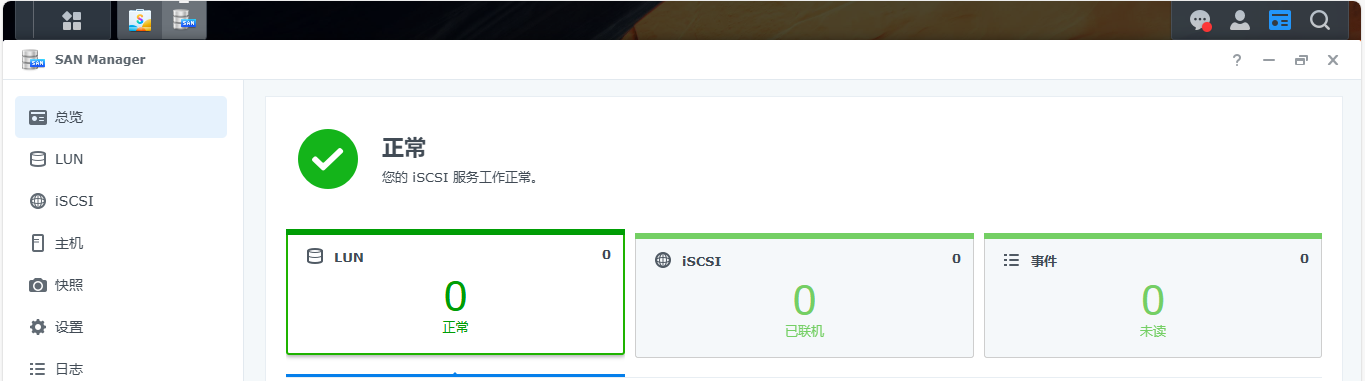 SAN Manager
?
总览
LUN
iSCSI
主机
快照
设置
日志
正常
您的 iSCSI 服务工作正常。
LUN 0
0
正常
iSCSI 0
0
已联机
事件 0
0
未读